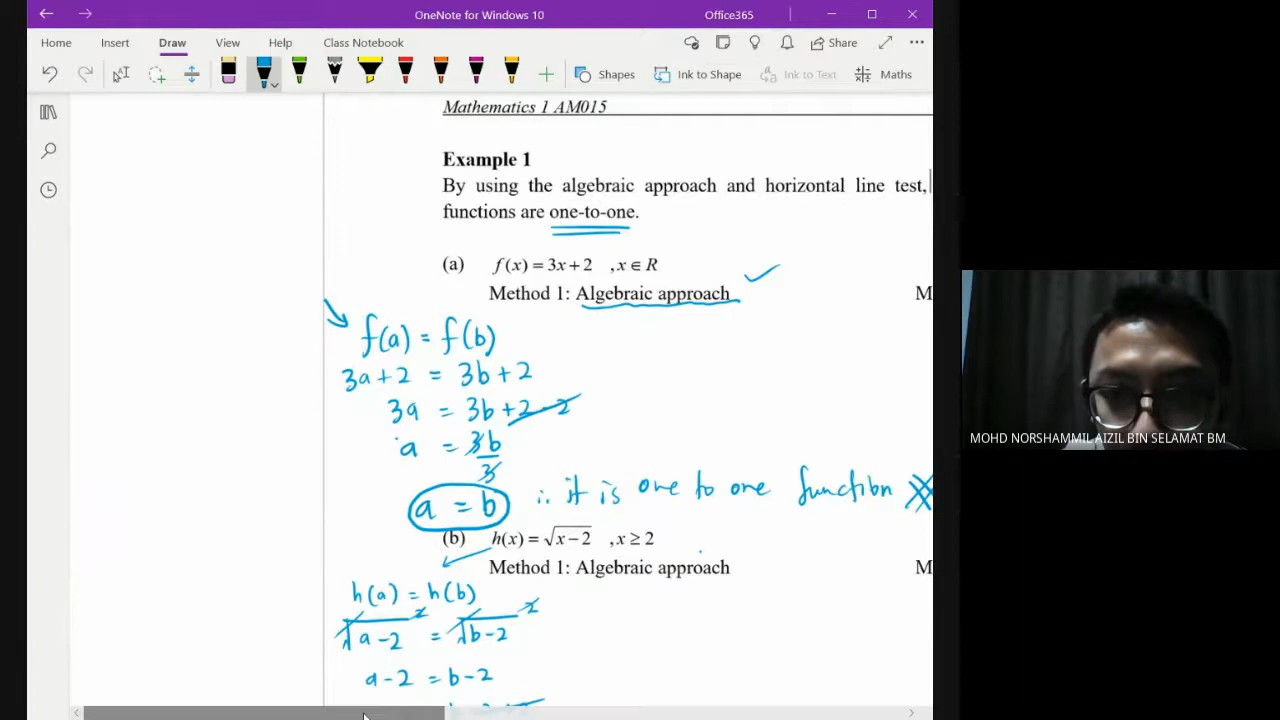 OneNote for Windows 10
Office365
Home Insert Draw View Help Class Notebook Share
Shapes Ink to Shape Ink to Text Maths
Mathematics 1 AM015
Example 1
By using the algebraic approach and horizontal line test,
functions are one-to-one.
(a) f(x) = 3x + 2 , x ∈ R
Method 1: Algebraic approach M
f(a) = f(b)
3a + 2 = 3b + 2
3a = 3b + 2 - 2
a = 3b/3
a = b ∴ it is one to one function
(b) h(x) = √(x-2) , x ≥ 2
Method 1: Algebraic approach M
h(a) = h(b)
√(a-2)² = √(b-2)²
a - 2 = b - 2
MOHD NORSHAMMIL AIZIL BIN SELAMAT BM